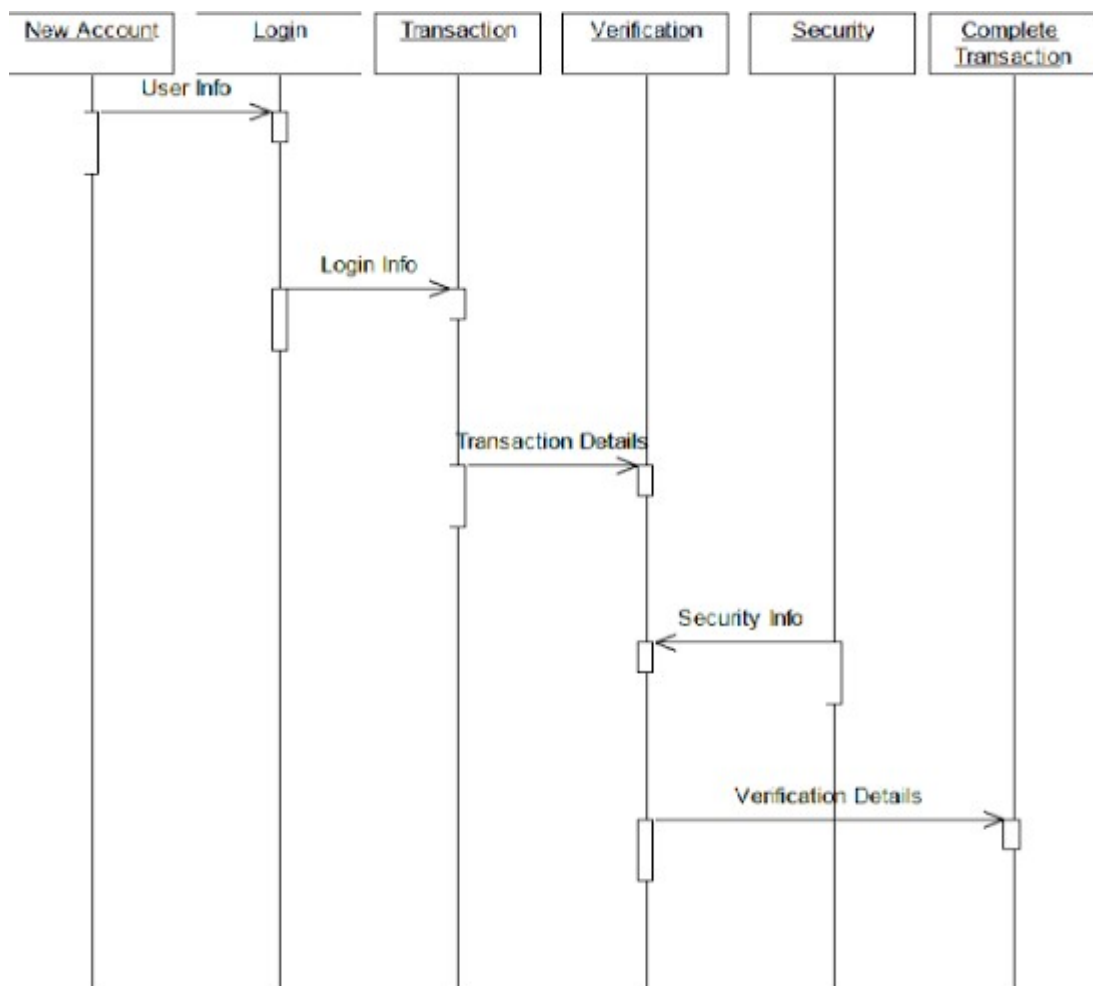 New Account
Login
Transaction
Verification
Security
Complete
Transaction
User Info
Login Info
Transaction Details
Security Info
Verification Details